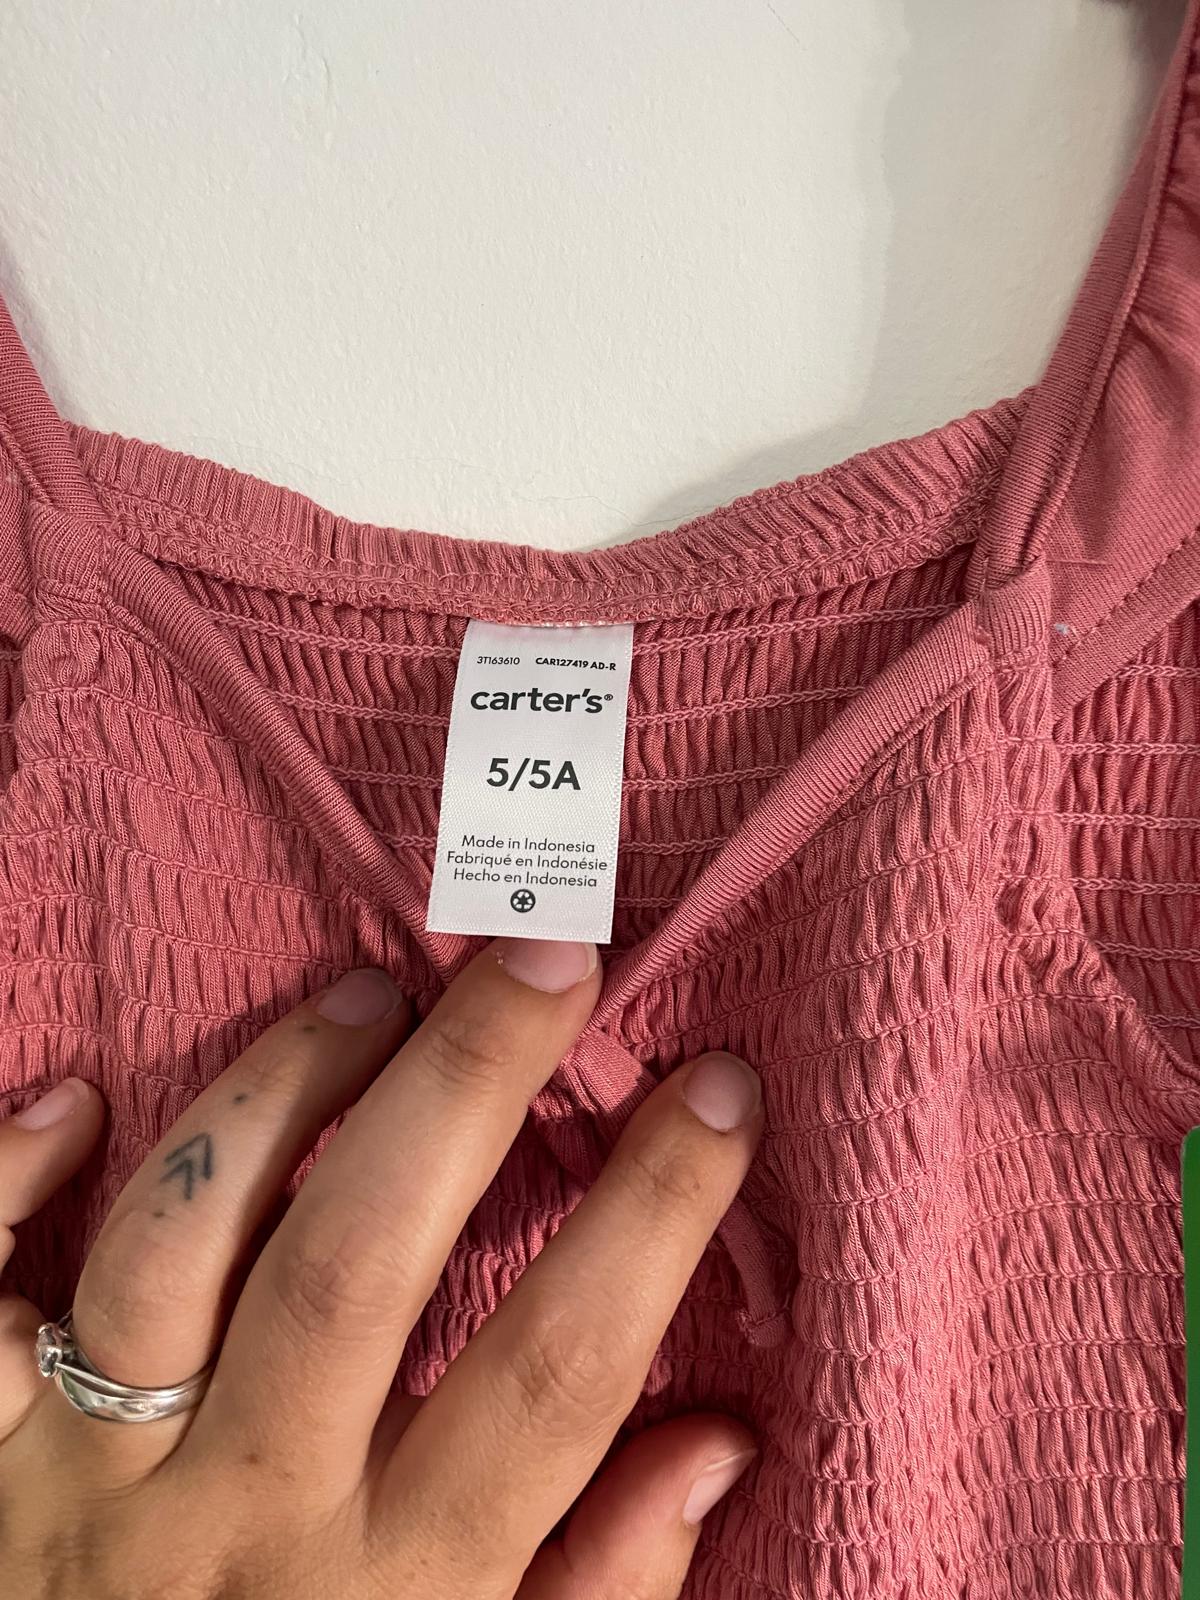 3T163610 CAR127419 AD-R
carter's®
5/5A
Made in Indonesia
Fabriqué en Indonésie
Hecho en Indonesia